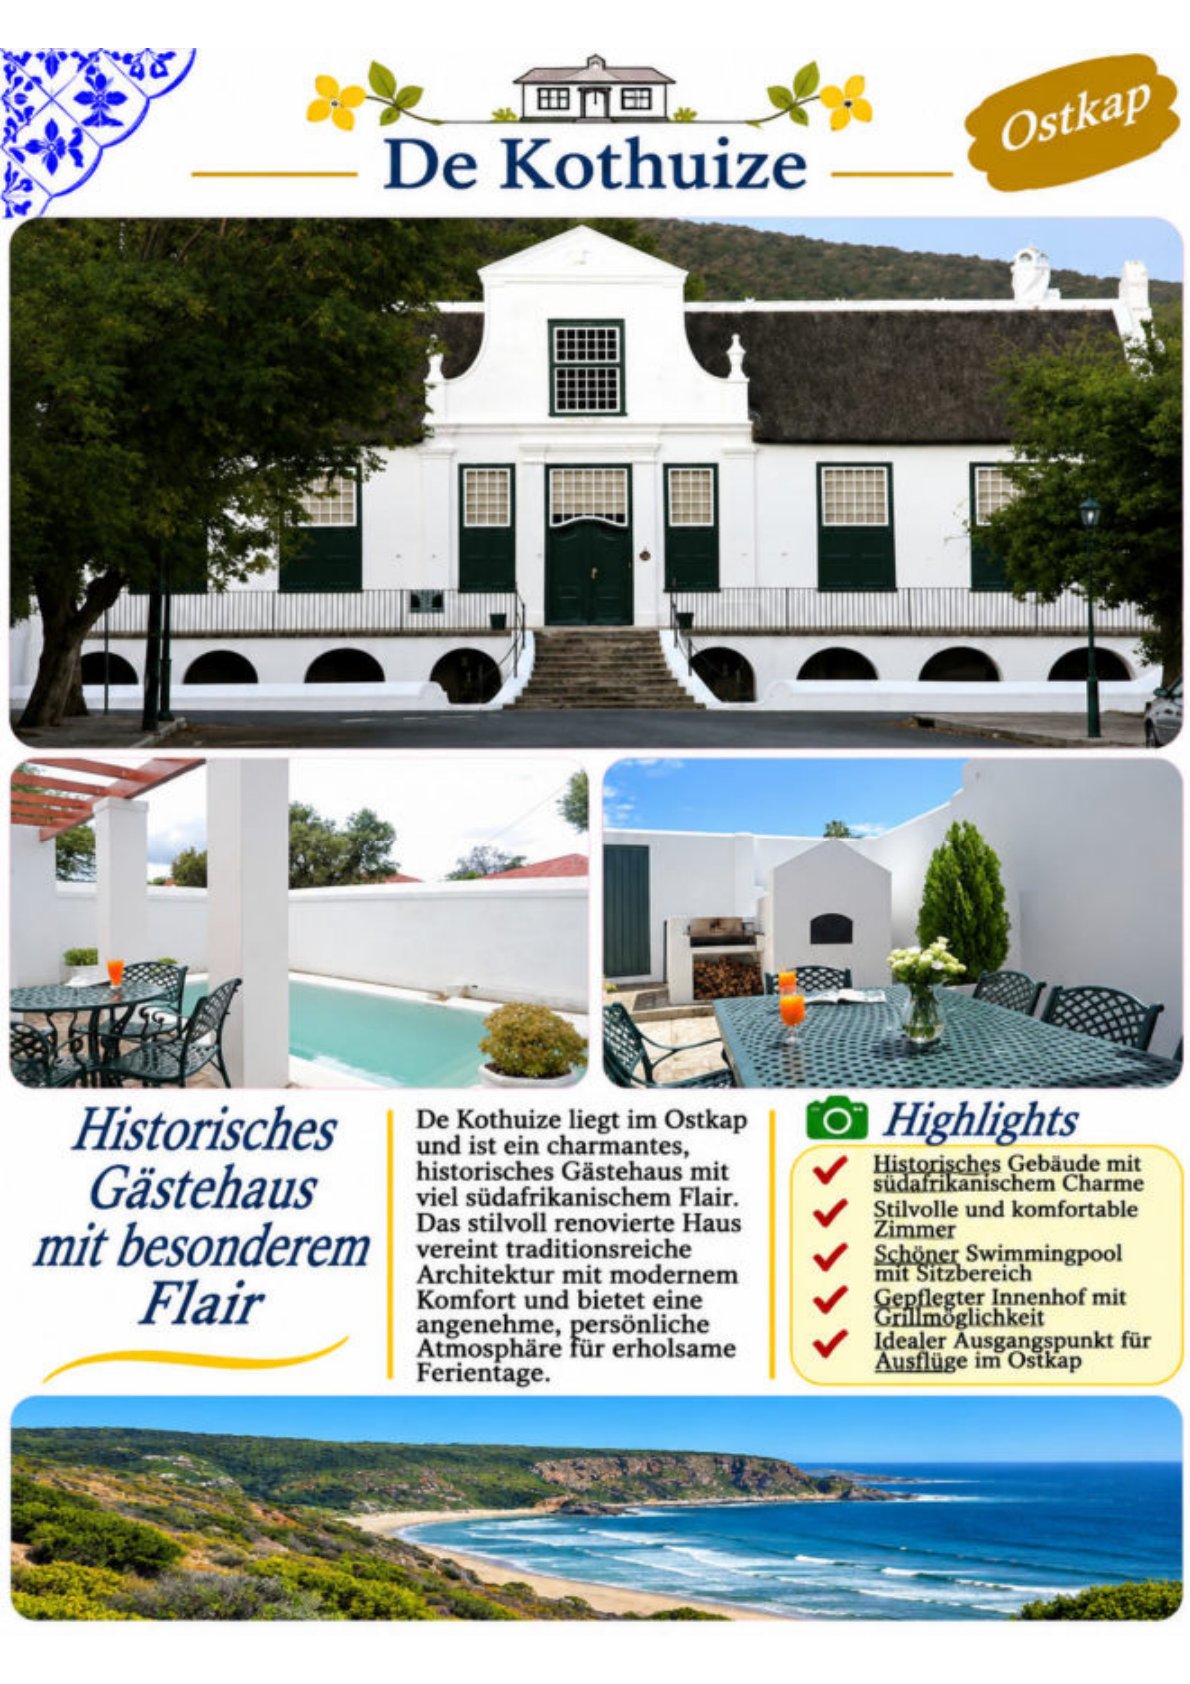 De Kothuize
Ostkap
Historisches
Gästehaus
mit besonderem
Flair
De Kothuize liegt im Ostkap
und ist ein charmantes,
historisches Gästehaus mit
viel südafrikanischem Flair.
Das stilvoll renovierte Haus
vereint traditionsreiche
Architektur mit modernem
Komfort und bietet eine
angenehme, persönliche
Atmosphäre für erholsame
Ferientage.
Highlights
Historisches Gebäude mit
südafrikanischem Charme
Stilvolle und komfortable
Zimmer
Schöner Swimmingpool
mit Sitzbereich
Gepflegter Innenhof mit
Grillmöglichkeit
Idealer Ausgangspunkt für
Ausflüge im Ostkap